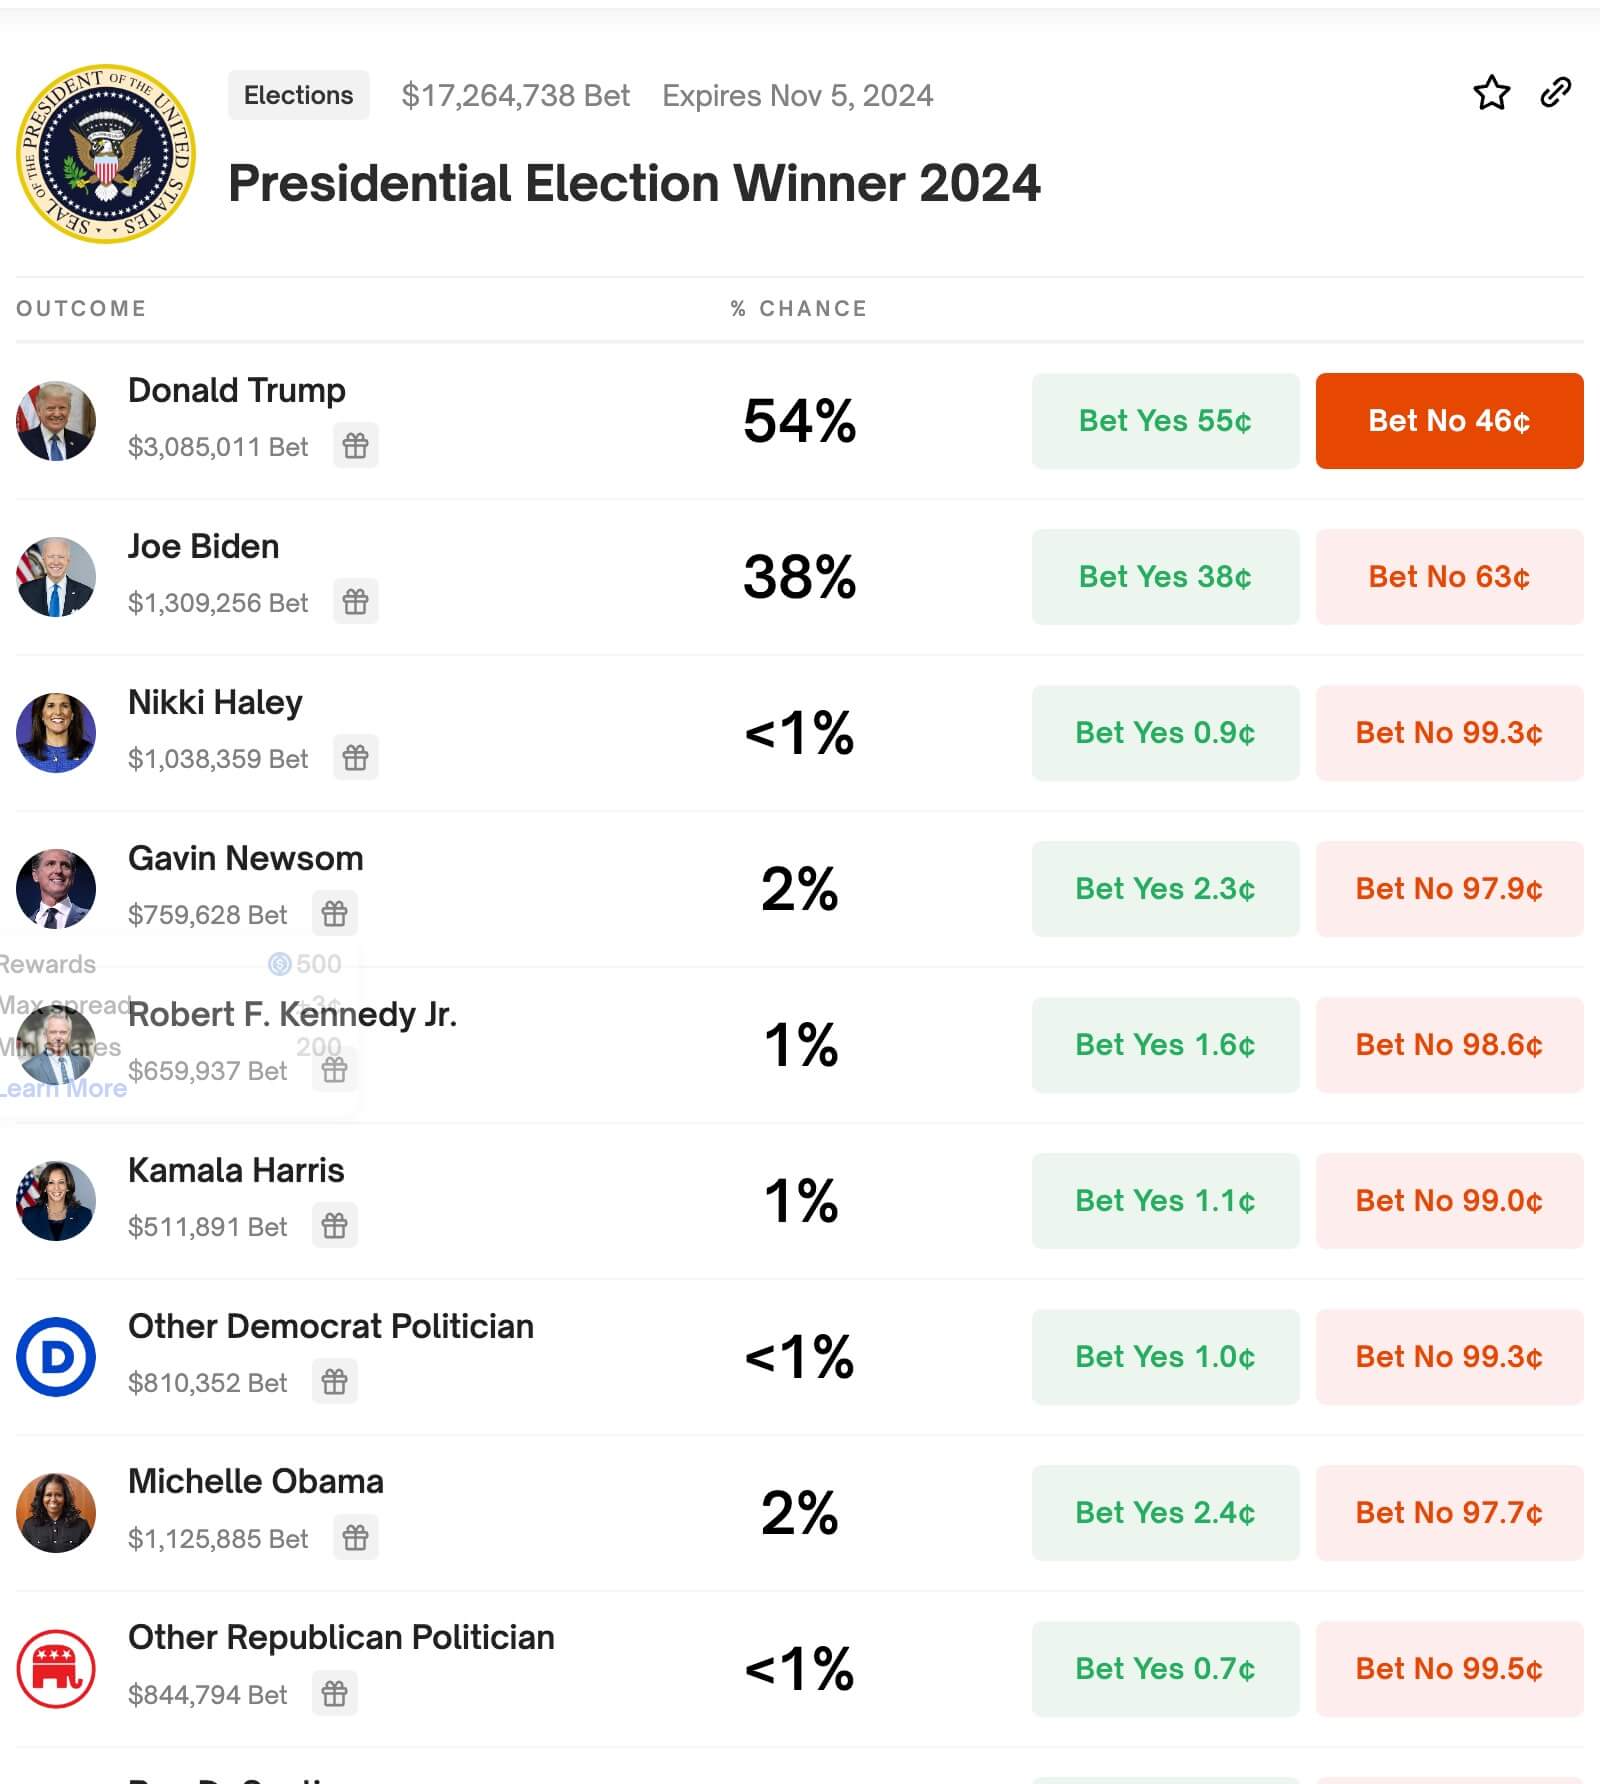 SEAL OF THE PRESIDENT OF THE UNITED STATES
Elections $17,264,738 Bet Expires Nov 5, 2024
Presidential Election Winner 2024
OUTCOME % CHANCE
Donald Trump
$3,085,011 Bet
54% Bet Yes 55¢ Bet No 46¢
Joe Biden
$1,309,256 Bet
38% Bet Yes 38¢ Bet No 63¢
Nikki Haley
$1,038,359 Bet
<1% Bet Yes 0.9¢ Bet No 99.3¢
Gavin Newsom
$759,628 Bet
2% Bet Yes 2.3¢ Bet No 97.9¢
Rewards 500
Max spread ±3¢
Min shares 200
Learn More
Robert F. Kennedy Jr.
$659,937 Bet
1% Bet Yes 1.6¢ Bet No 98.6¢
Kamala Harris
$511,891 Bet
1% Bet Yes 1.1¢ Bet No 99.0¢
D
Other Democrat Politician
$810,352 Bet
<1% Bet Yes 1.0¢ Bet No 99.3¢
Michelle Obama
$1,125,885 Bet
2% Bet Yes 2.4¢ Bet No 97.7¢
Other Republican Politician
$844,794 Bet
<1% Bet Yes 0.7¢ Bet No 99.5¢